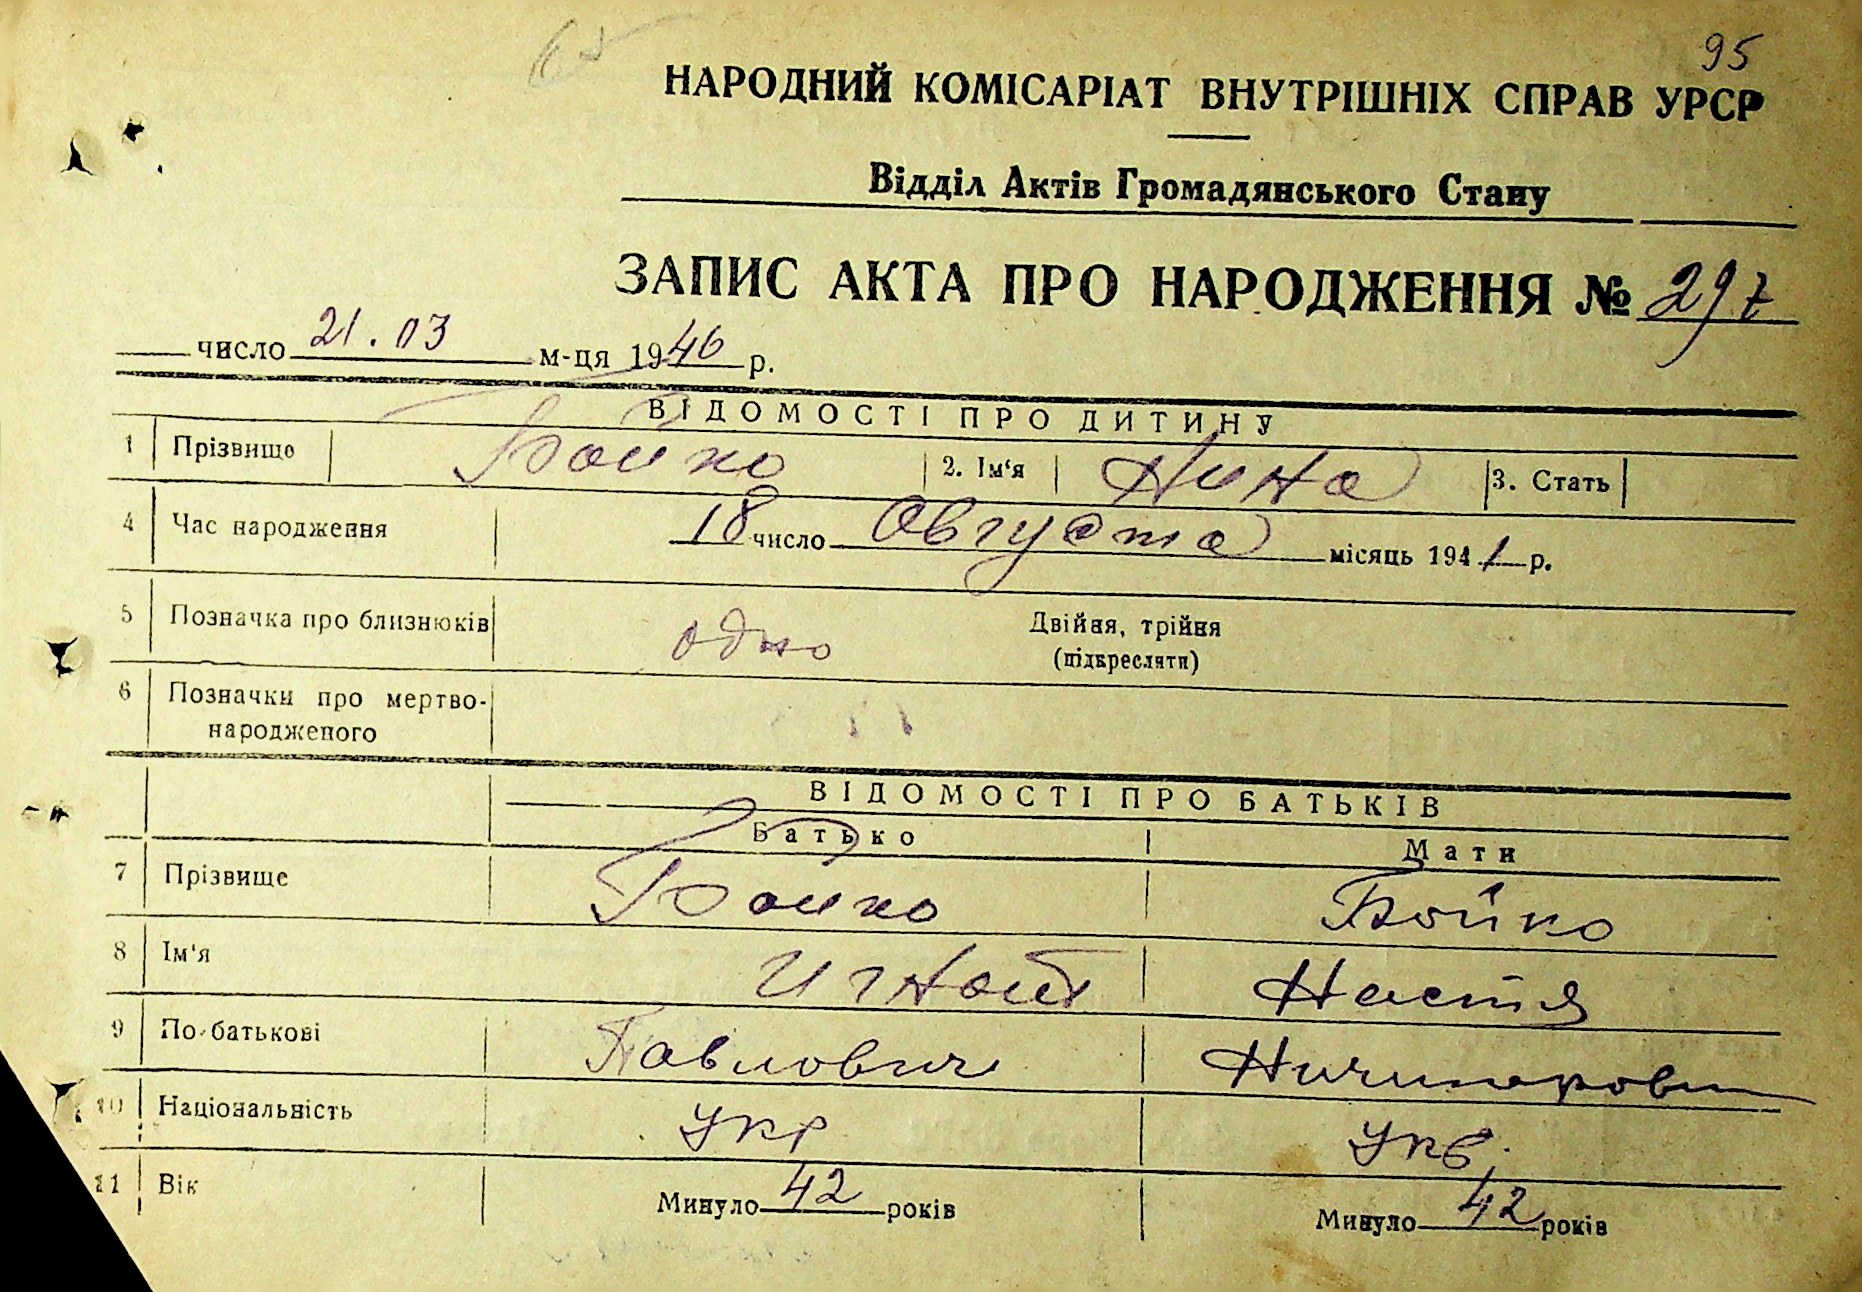 95
НАРОДНИЙ КОМІСАРІАТ ВНУТРІШНІХ СПРАВ УРСР
Відділ Актів Громадянського Стану
ЗАПИС АКТА ПРО НАРОДЖЕННЯ № 297
число 21.03 м-ця 1946 р.
ВІДОМОСТІ ПРО ДИТИНУ
1 Прізвище Бойко 2. Ім'я Нина 3. Стать
4 Час народження 18 число Августа місяць 1941 р.
5 Позначка про близнюків одно Двійня, трійня
(підкресляти)
6 Позначки про мертво-
народженого
ВІДОМОСТІ ПРО БАТЬКІВ
Батько Мати
7 Прізвище Бойко Бойко
8 Ім'я Игнат Настя
9 По-батькові Павлович
10 Національність укр укр.
11 Вік Минуло 42 років Минуло 42 років